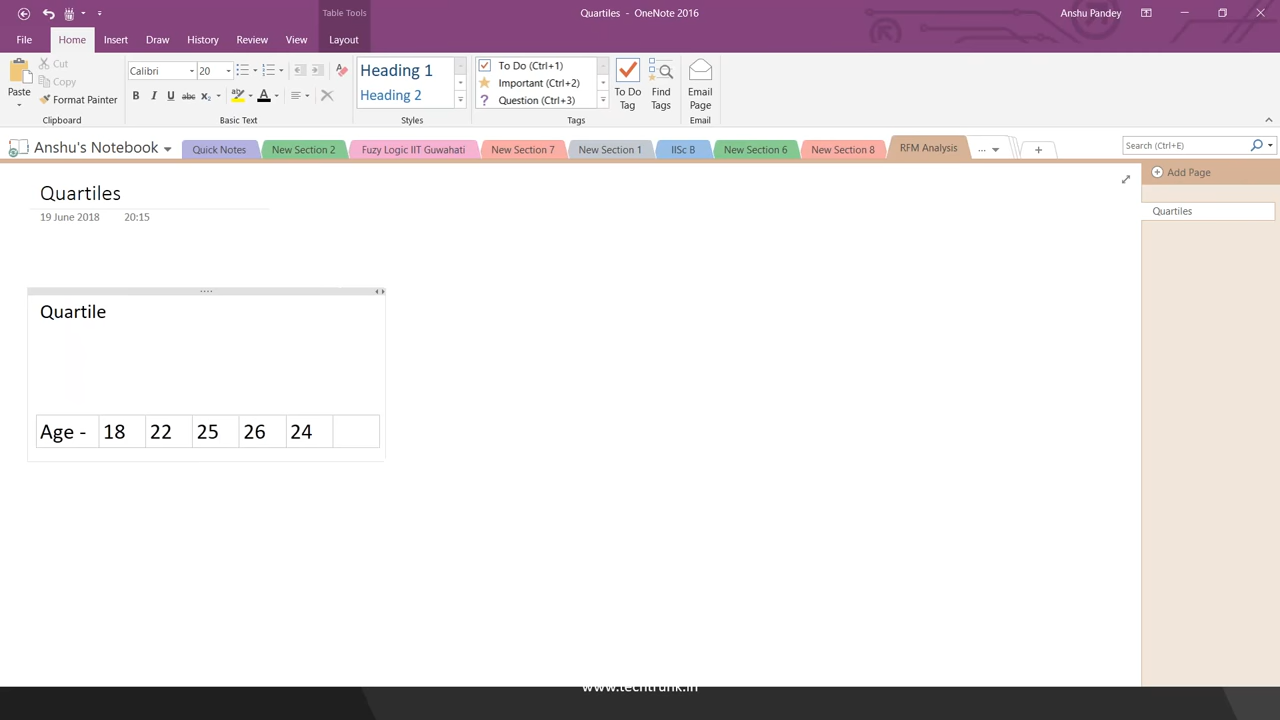 Table Tools
Quartiles - OneNote 2016
Anshu Pandey
File
Home
Insert
Draw
History
Review
View
Layout
Paste
Cut
Copy
Format Painter
Clipboard
Calibri
20
B I U abc x₂
A
Basic Text
Heading 1
Heading 2
Styles
To Do (Ctrl+1)
Important (Ctrl+2)
Question (Ctrl+3)
To Do
Tag
Find
Tags
Tags
Email
Page
Email
Anshu's Notebook
Quick Notes
New Section 2
Fuzy Logic IIT Guwahati
New Section 7
New Section 1
IISc B
New Section 6
New Section 8
RFM Analysis
...
Search (Ctrl+E)
Quartiles
19 June 2018 20:15
Add Page
Quartiles
Quartile
Age - 18 22 25 26 24
www.techtrunk.in